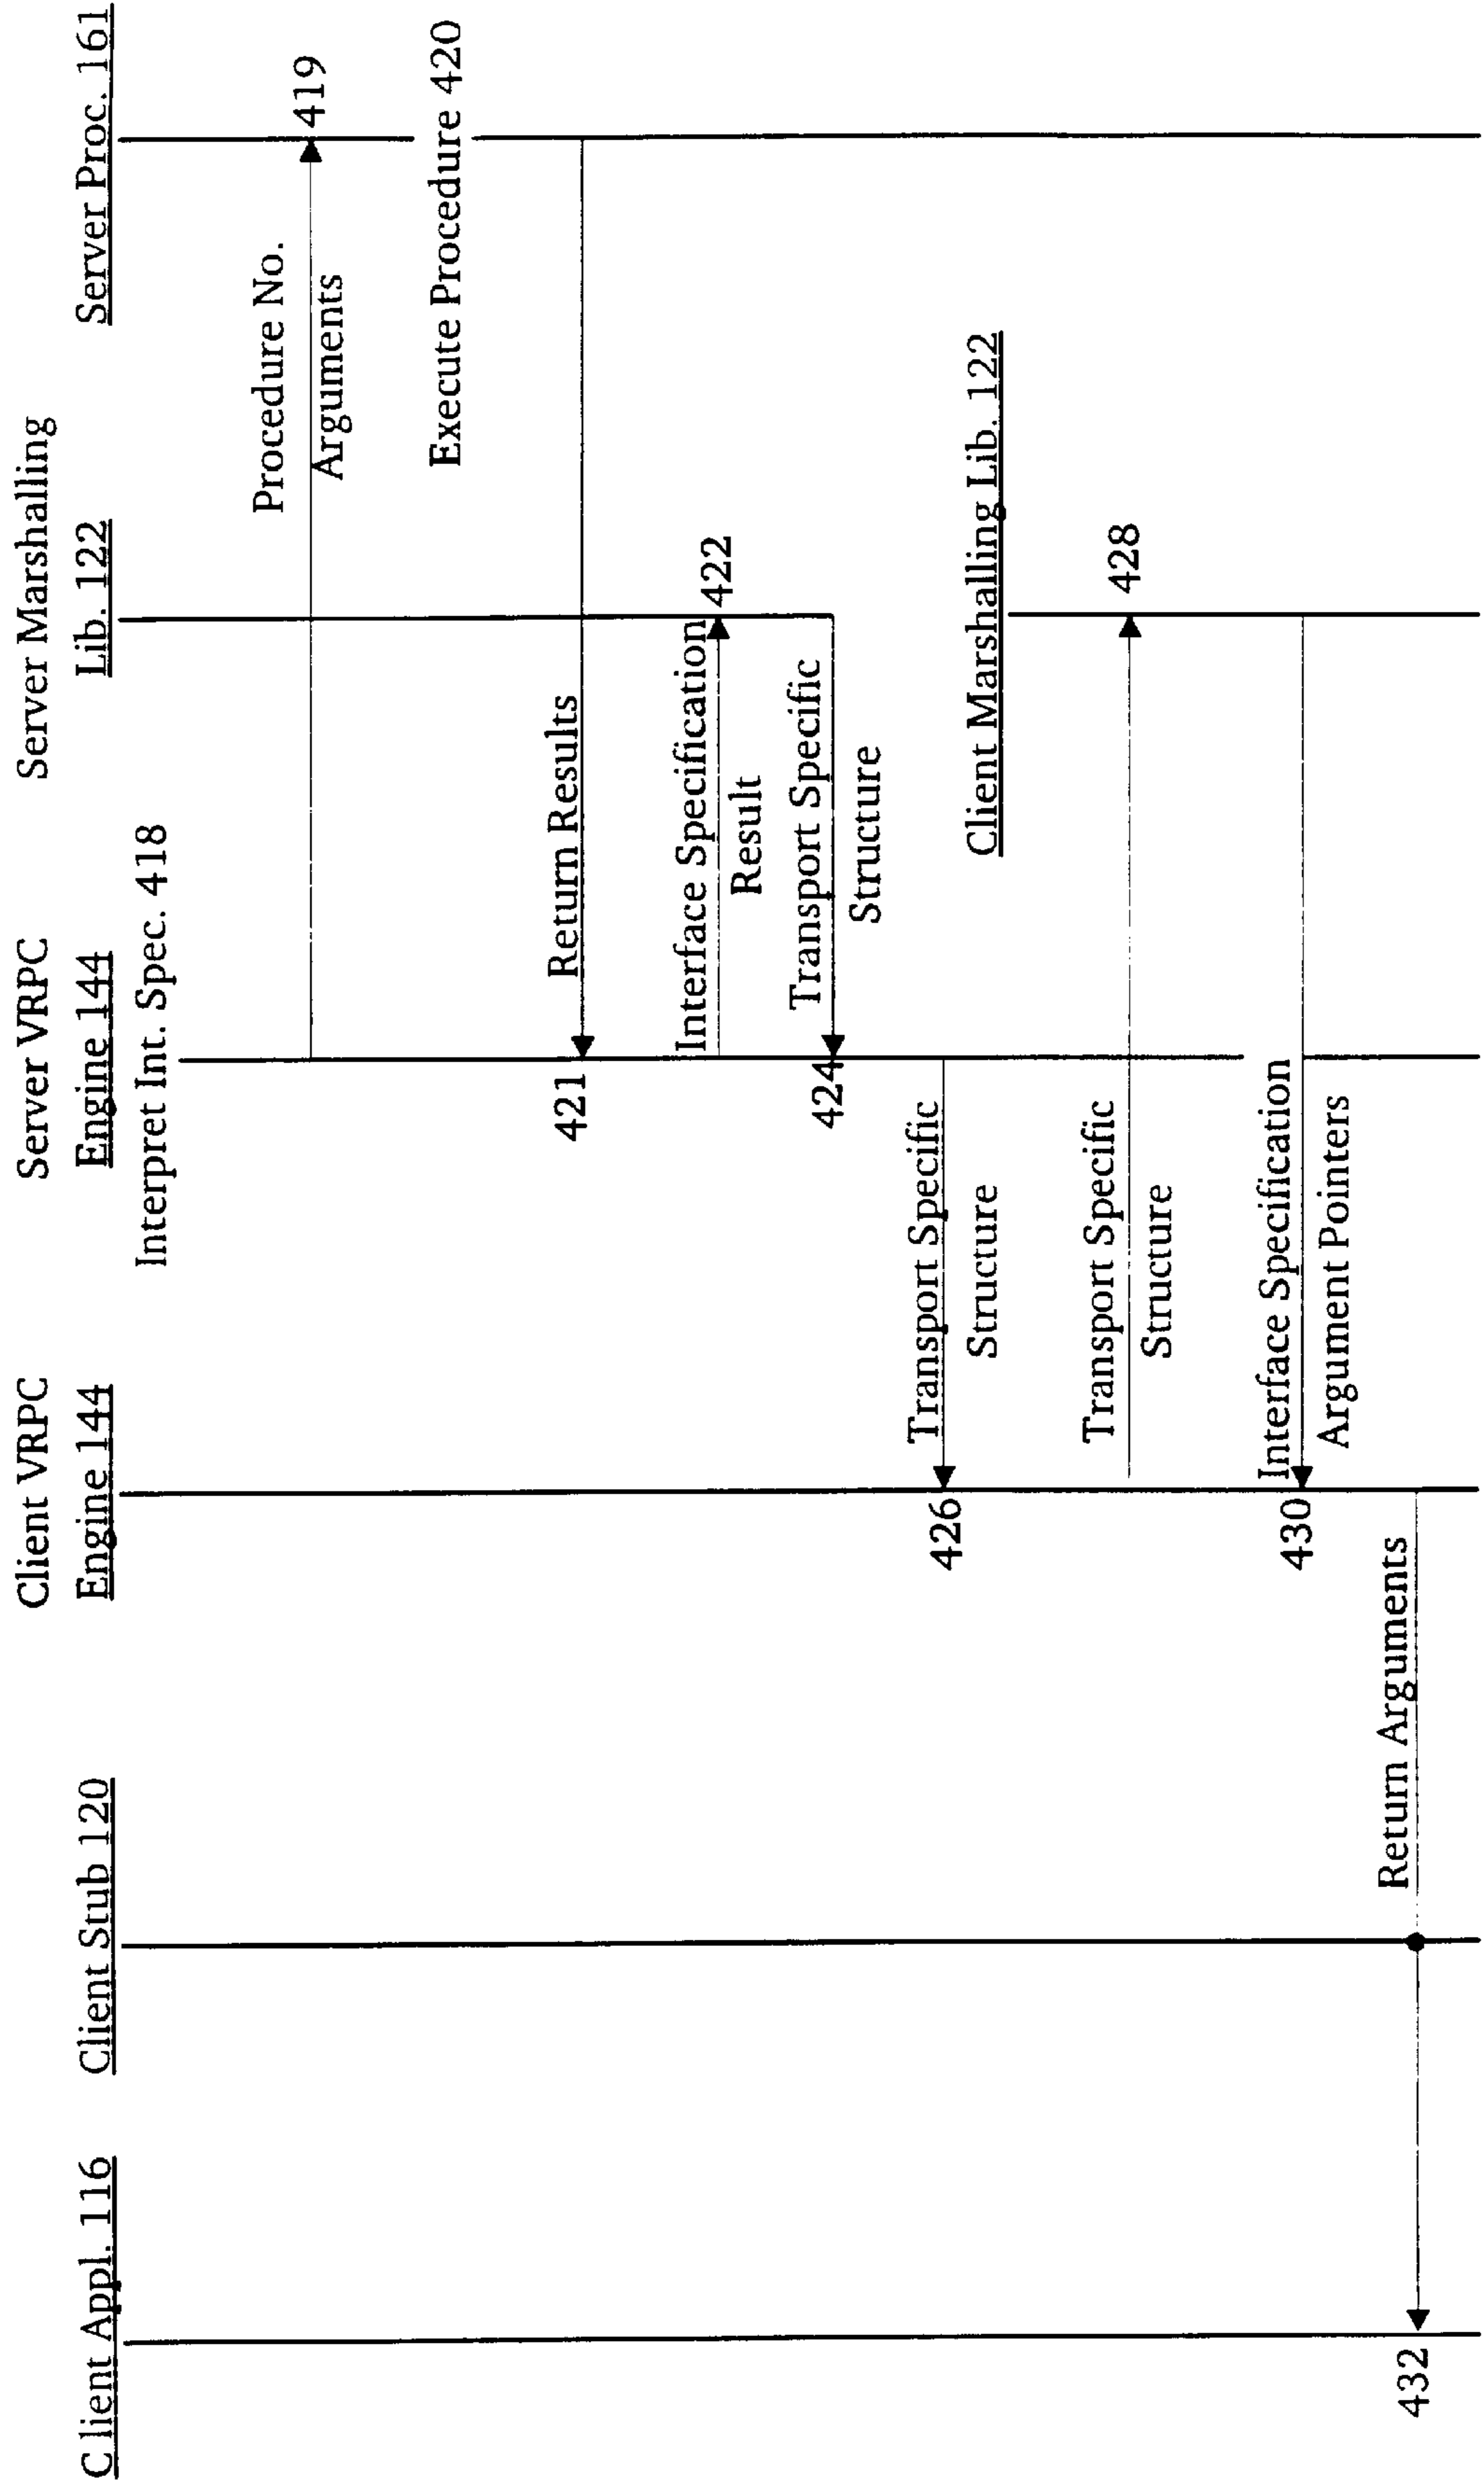 Client Appl. 116
Client Stub 120
Client VRPC
Engine 144
Server VRPC
Engine 144
Server Marshalling
Lib. 122
Server Proc. 161
Interpret Int. Spec. 418
Procedure No.
Arguments
419
Execute Procedure 420
Return Results
421
Interface Specification
Result
422
Transport Specific
Structure
424
Transport Specific
Structure
426
Client Marshalling Lib. 122
Transport Specific
Structure
428
Interface Specification
Argument Pointers
430
Return Arguments
432